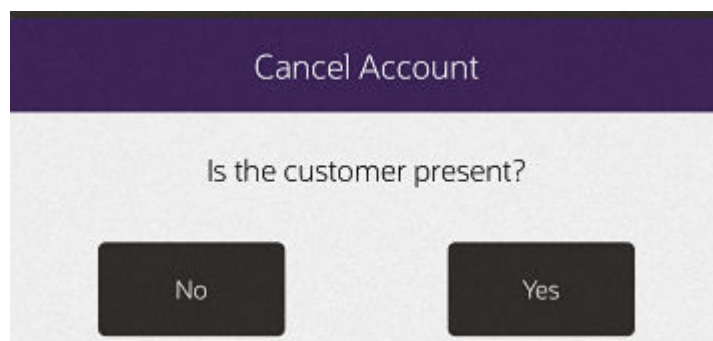 Cancel Account
Is the customer present?
No
Yes